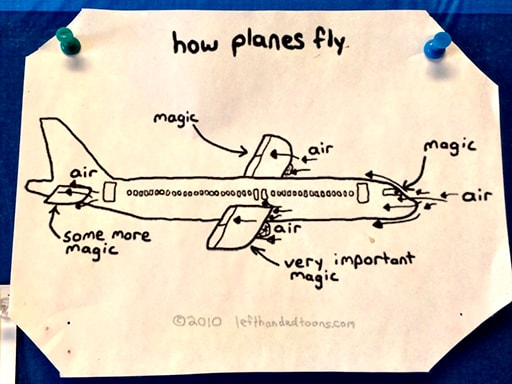 how planes fly
magic
air
magic
air
air
some more
magic
air
very important
magic
©2010 lefthandedtoons.com